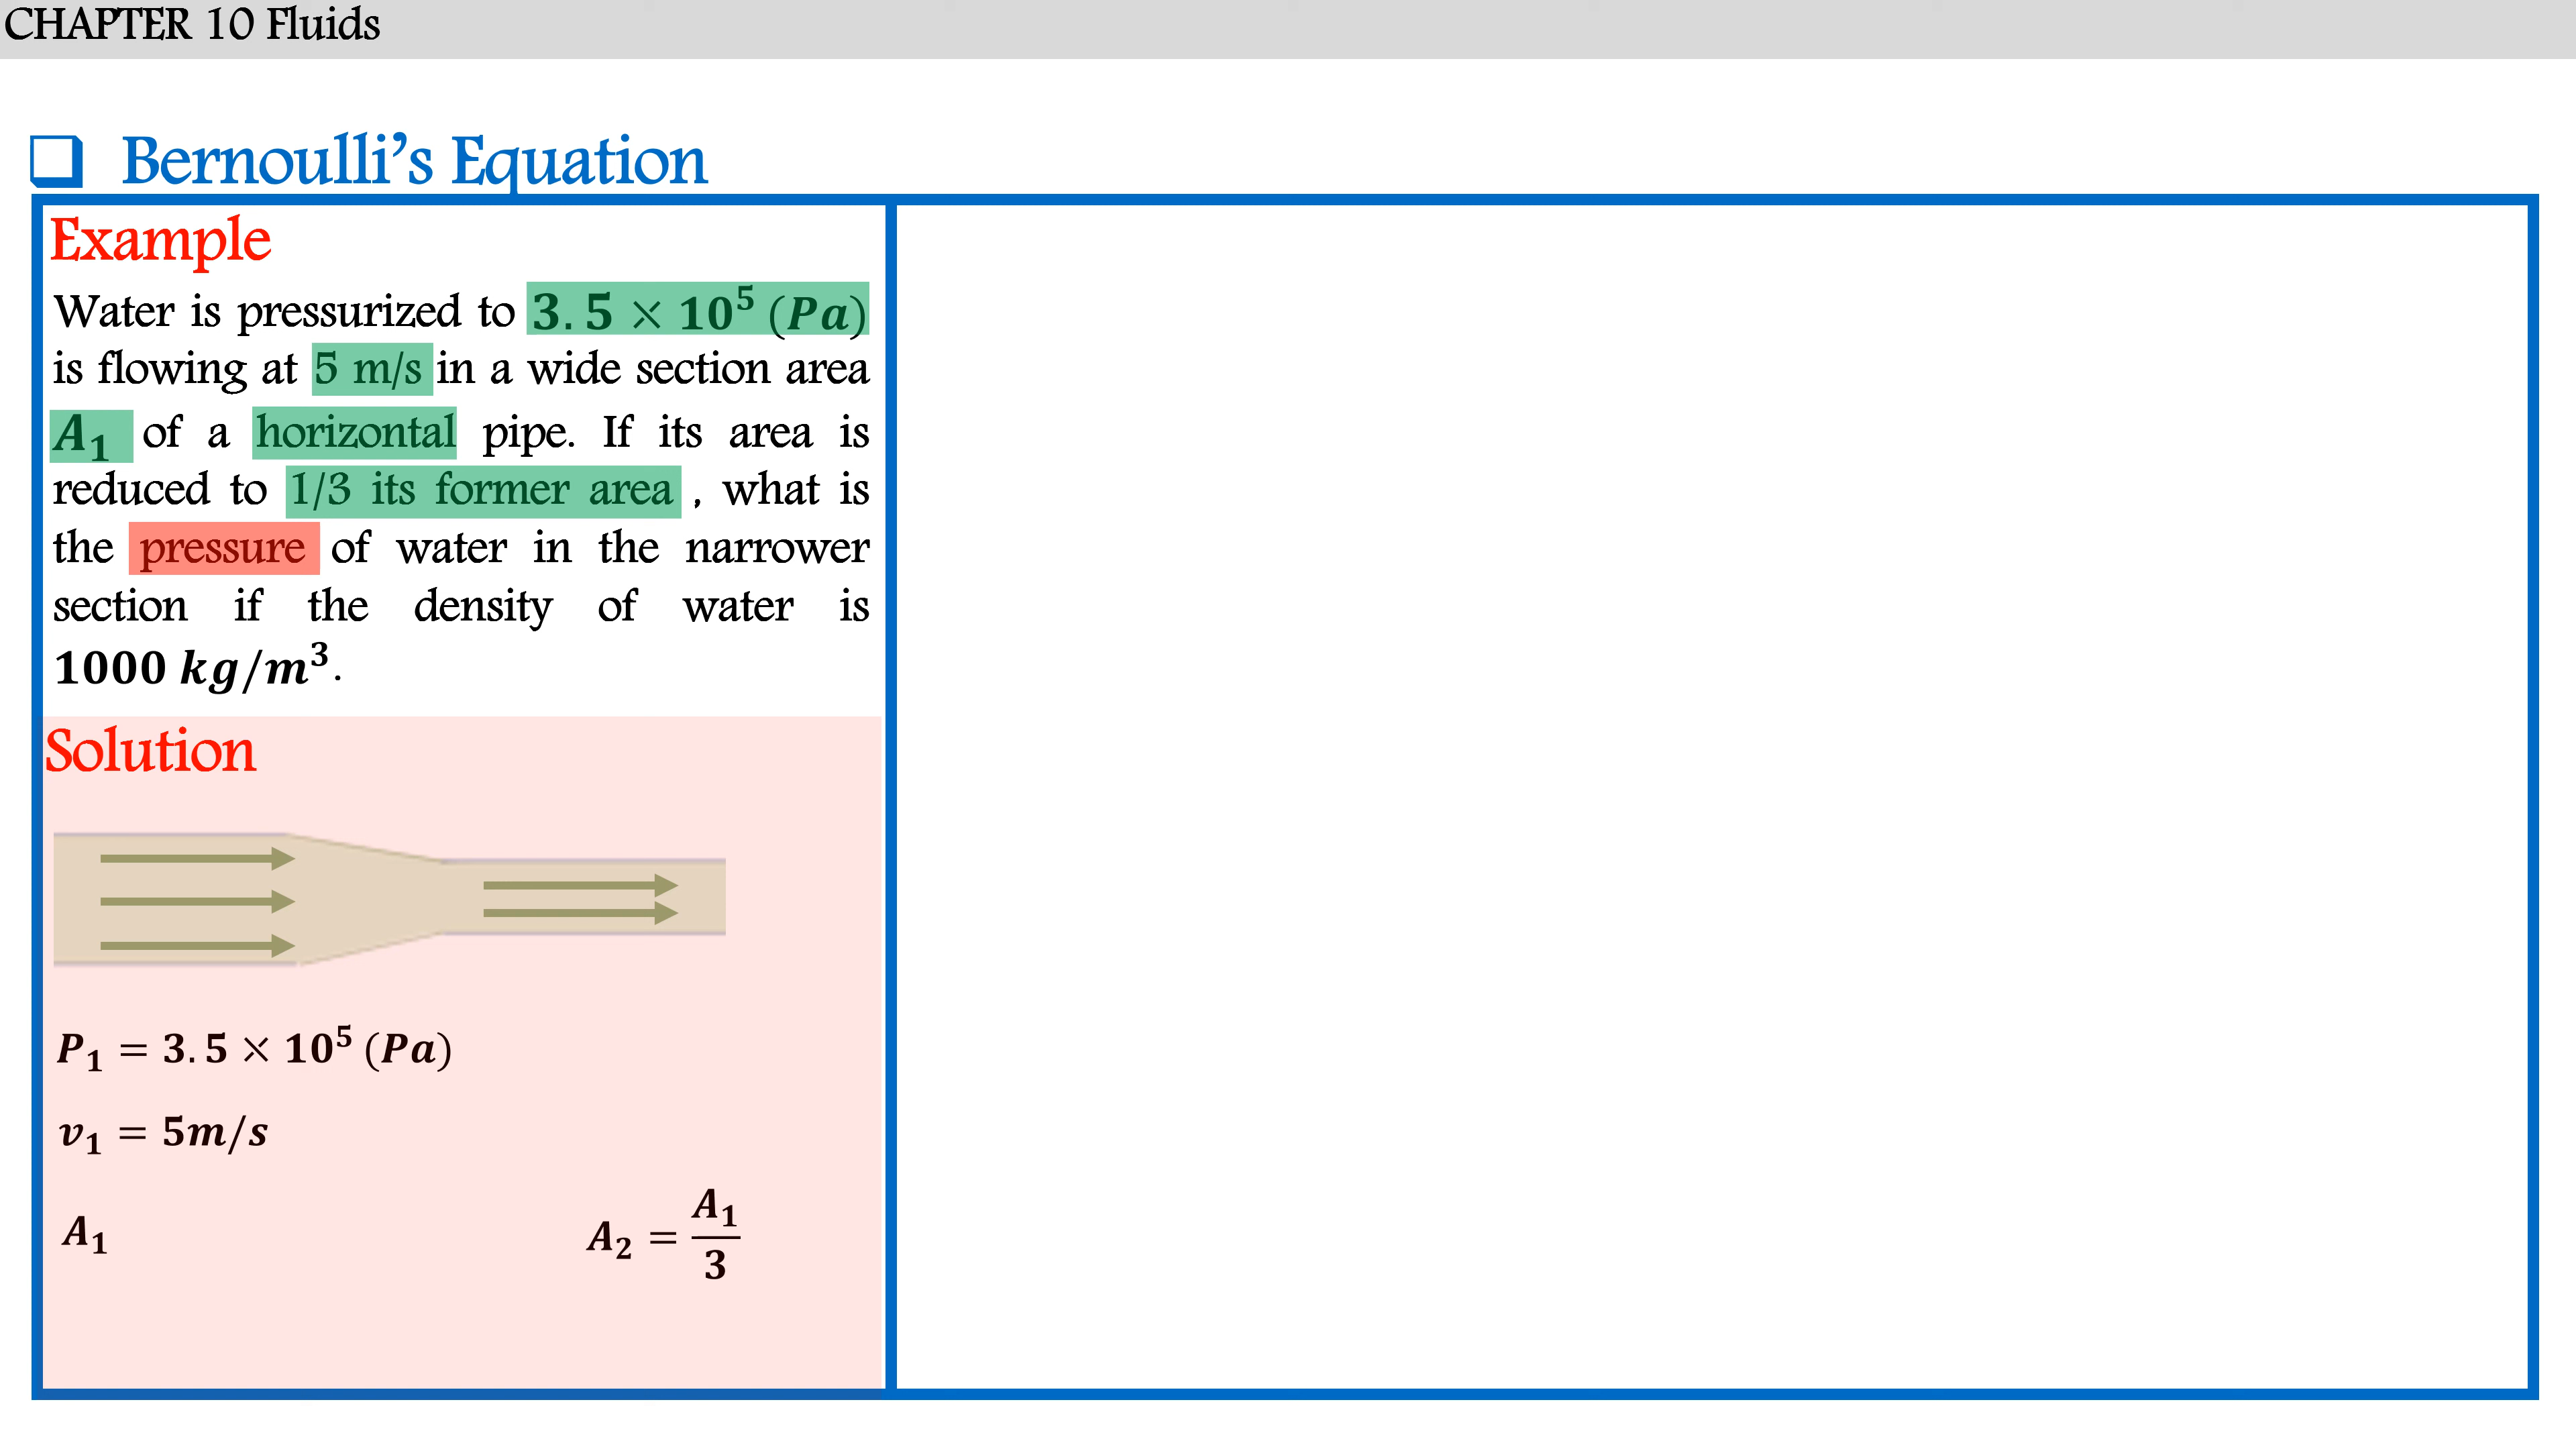 CHAPTER 10 Fluids
❑ Bernoulli’s Equation
Example
Water is pressurized to 3.5 × 10⁵ (Pa)
is flowing at 5 m/s in a wide section area
A₁ of a horizontal pipe. If its area is
reduced to 1/3 its former area , what is
the pressure of water in the narrower
section if the density of water is
1000 kg/m³.
Solution
P₁ = 3.5 × 10⁵ (Pa)
v₁ = 5m/s
A₁
A₂ = A₁/3